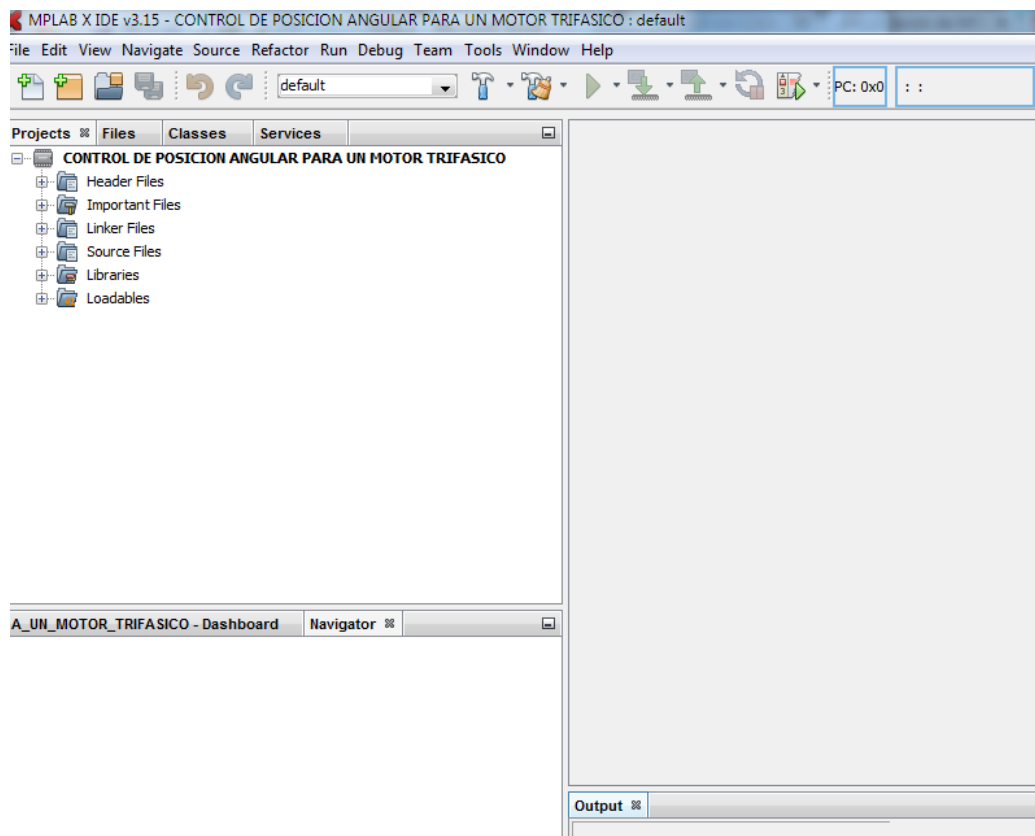 MPLAB X IDE v3.15 - CONTROL DE POSICION ANGULAR PARA UN MOTOR TRIFASICO : default
File Edit View Navigate Source Refactor Run Debug Team Tools Window Help
default
PC: 0x0 : :
Projects Files Classes Services
CONTROL DE POSICION ANGULAR PARA UN MOTOR TRIFASICO
Header Files
Important Files
Linker Files
Source Files
Libraries
Loadables
A_UN_MOTOR_TRIFASICO - Dashboard Navigator
Output